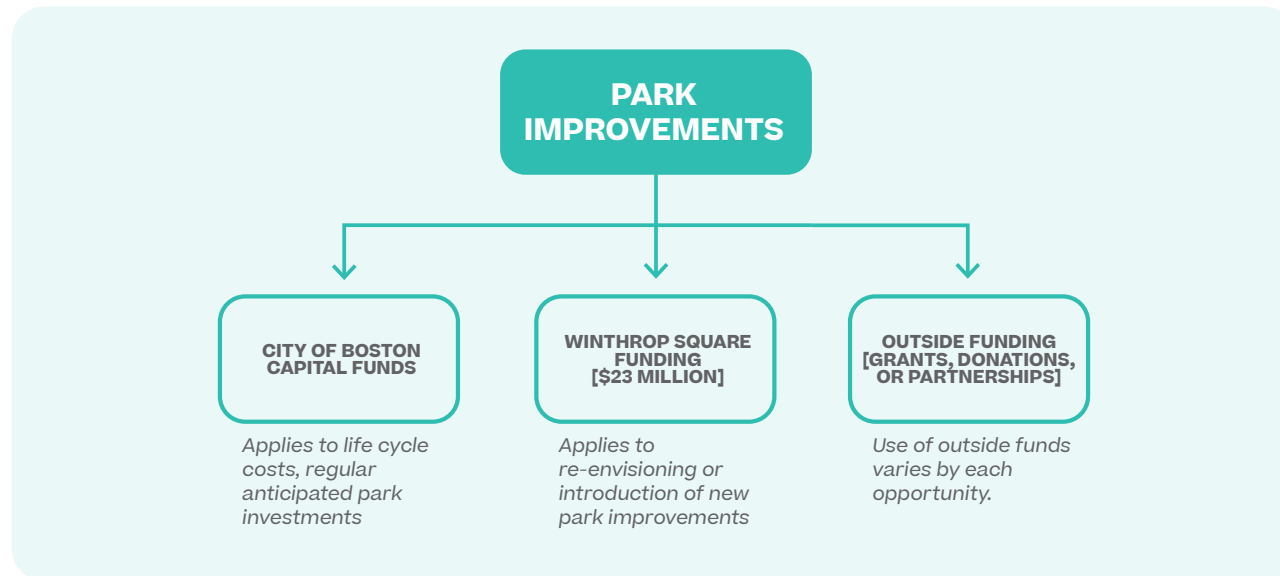 PARK
IMPROVEMENTS
CITY OF BOSTON
CAPITAL FUNDS
Applies to life cycle
costs, regular
anticipated park
investments
WINTHROP SQUARE
FUNDING
[$23 MILLION]
Applies to
re-envisioning or
introduction of new
park improvements
OUTSIDE FUNDING
[GRANTS, DONATIONS,
OR PARTNERSHIPS]
Use of outside funds
varies by each
opportunity.